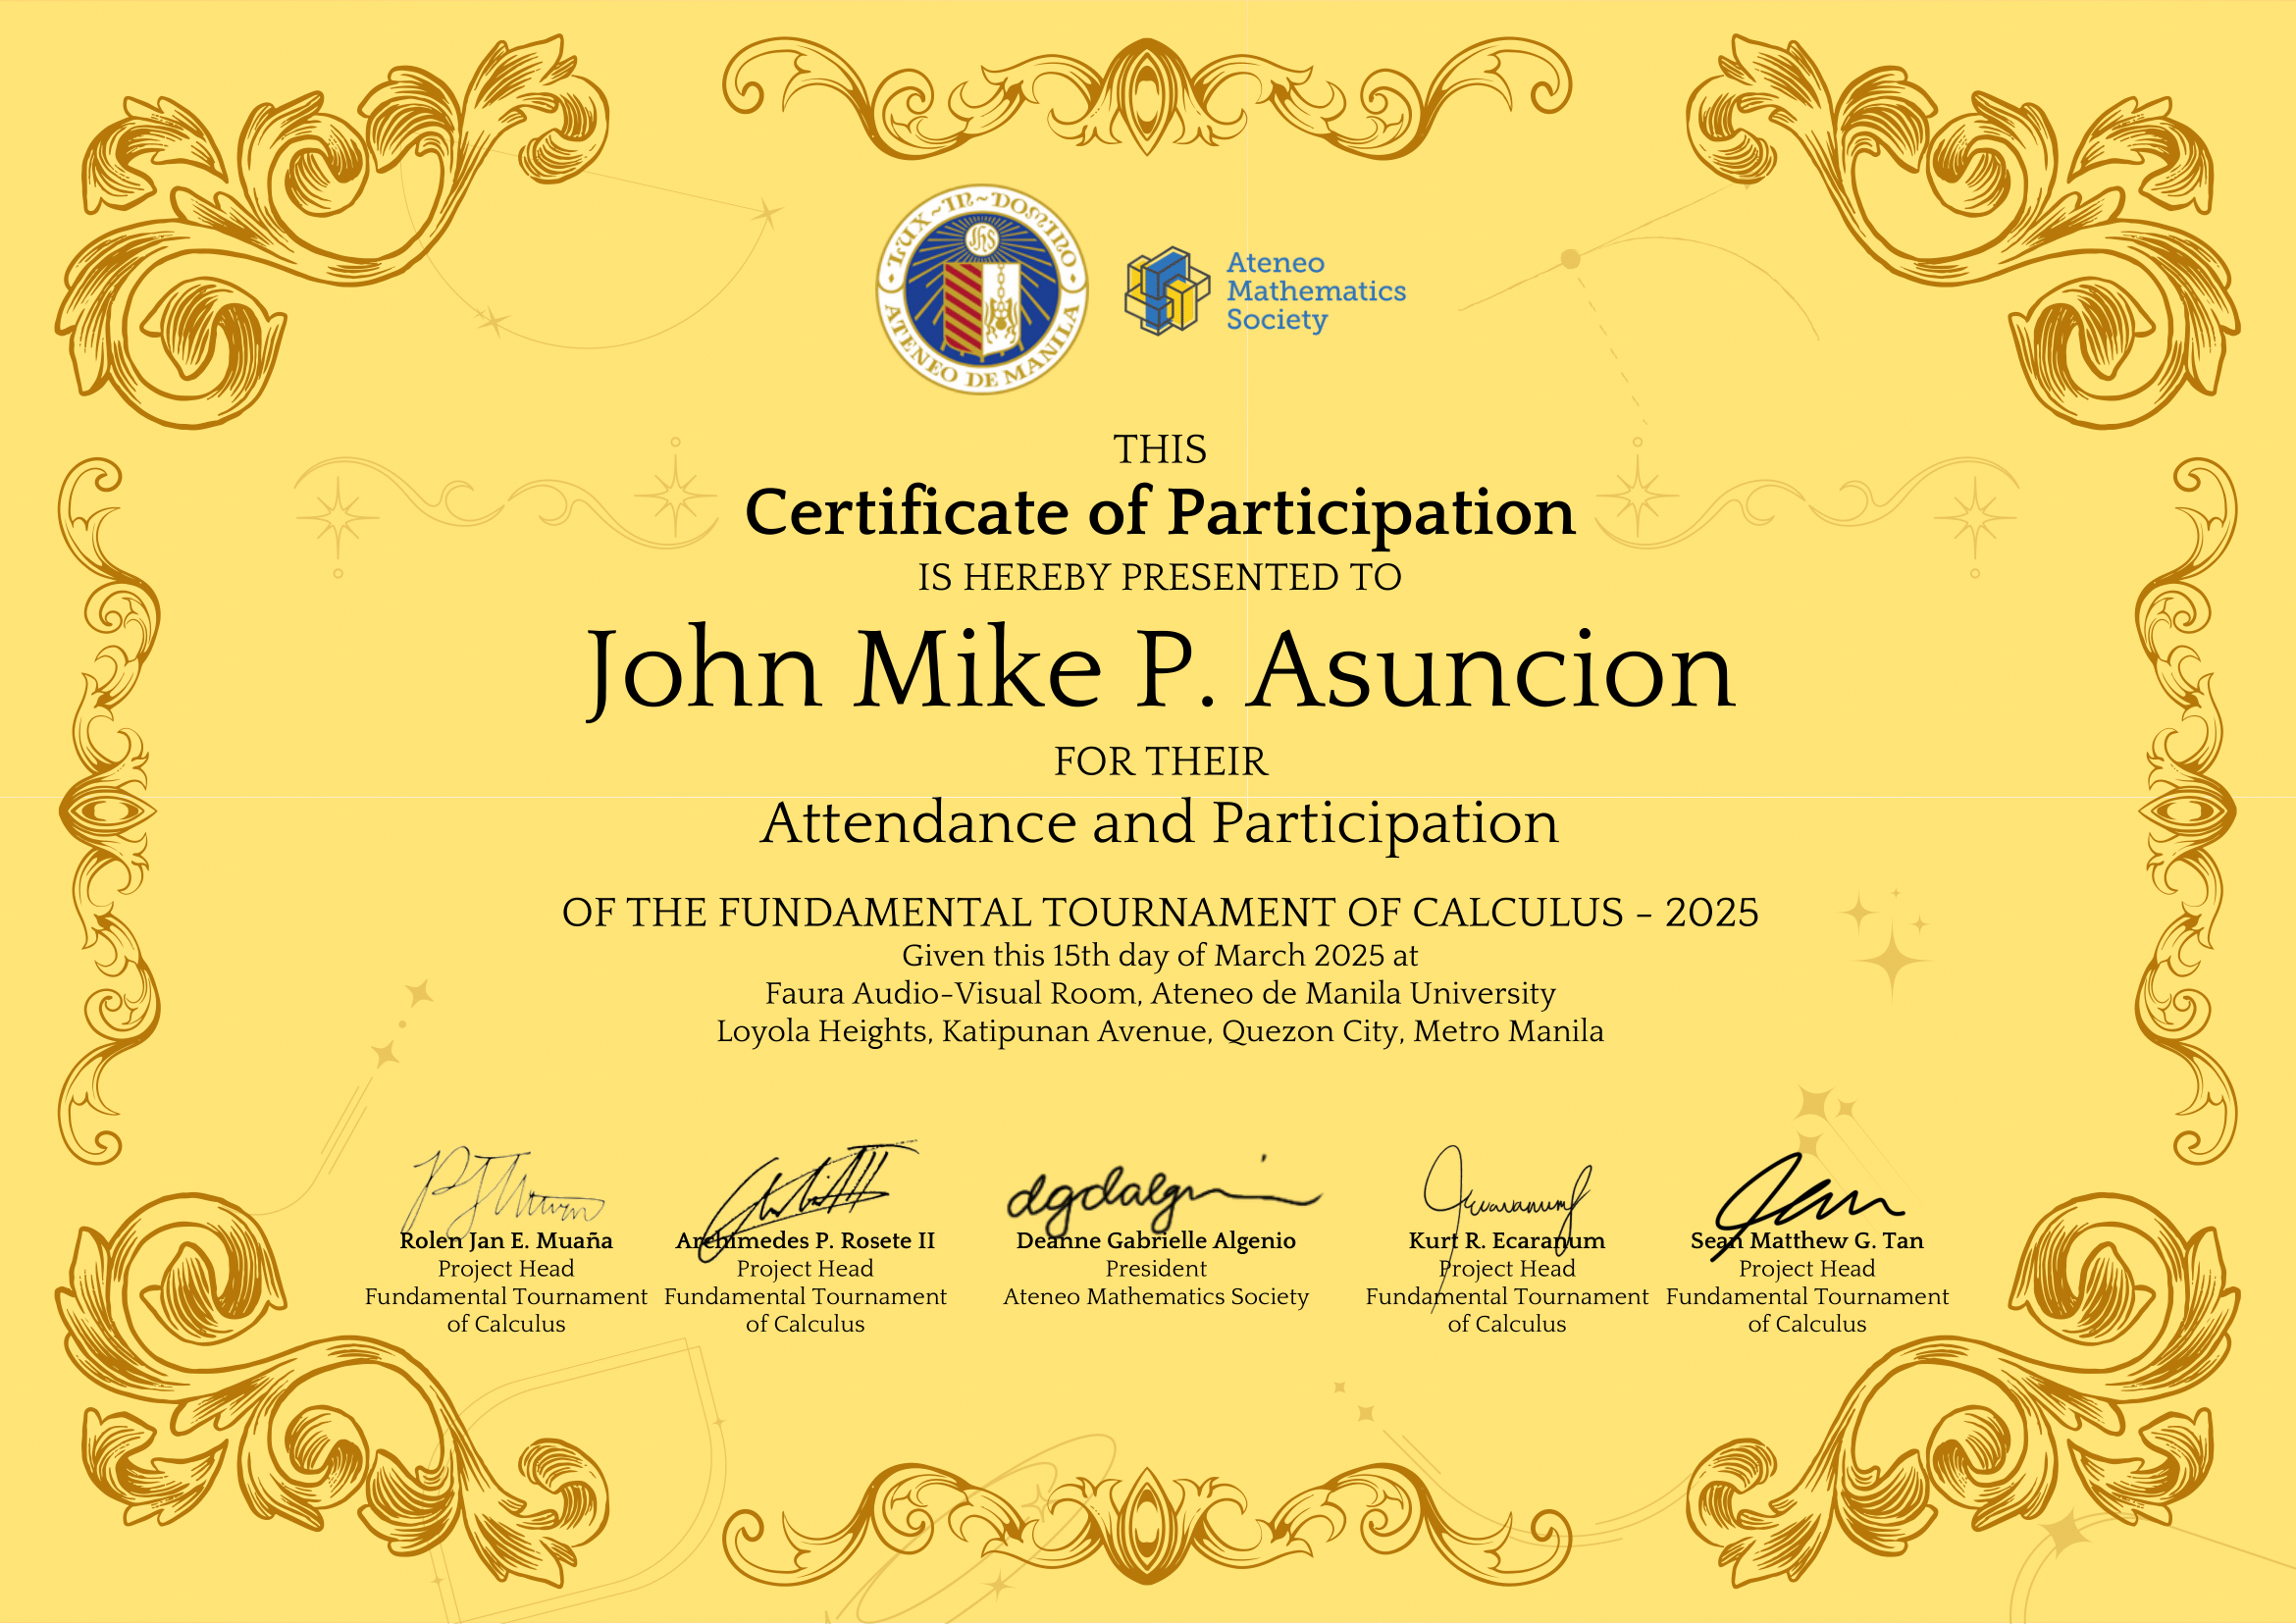 LUX~IN~DOMINO
JHS
ATENEO DE MANILA
Ateneo
Mathematics
Society
THIS
Certificate of Participation
IS HEREBY PRESENTED TO
John Mike P. Asuncion
FOR THEIR
Attendance and Participation
OF THE FUNDAMENTAL TOURNAMENT OF CALCULUS - 2025
Given this 15th day of March 2025 at
Faura Audio-Visual Room, Ateneo de Manila University
Loyola Heights, Katipunan Avenue, Quezon City, Metro Manila
Rolen Jan E. Muaña
Project Head
Fundamental Tournament
of Calculus
Archimedes P. Rosete II
Project Head
Fundamental Tournament
of Calculus
dgdalgn
Deanne Gabrielle Algenio
President
Ateneo Mathematics Society
Kurt R. Ecaranum
Project Head
Fundamental Tournament
of Calculus
Sean Matthew G. Tan
Project Head
Fundamental Tournament
of Calculus